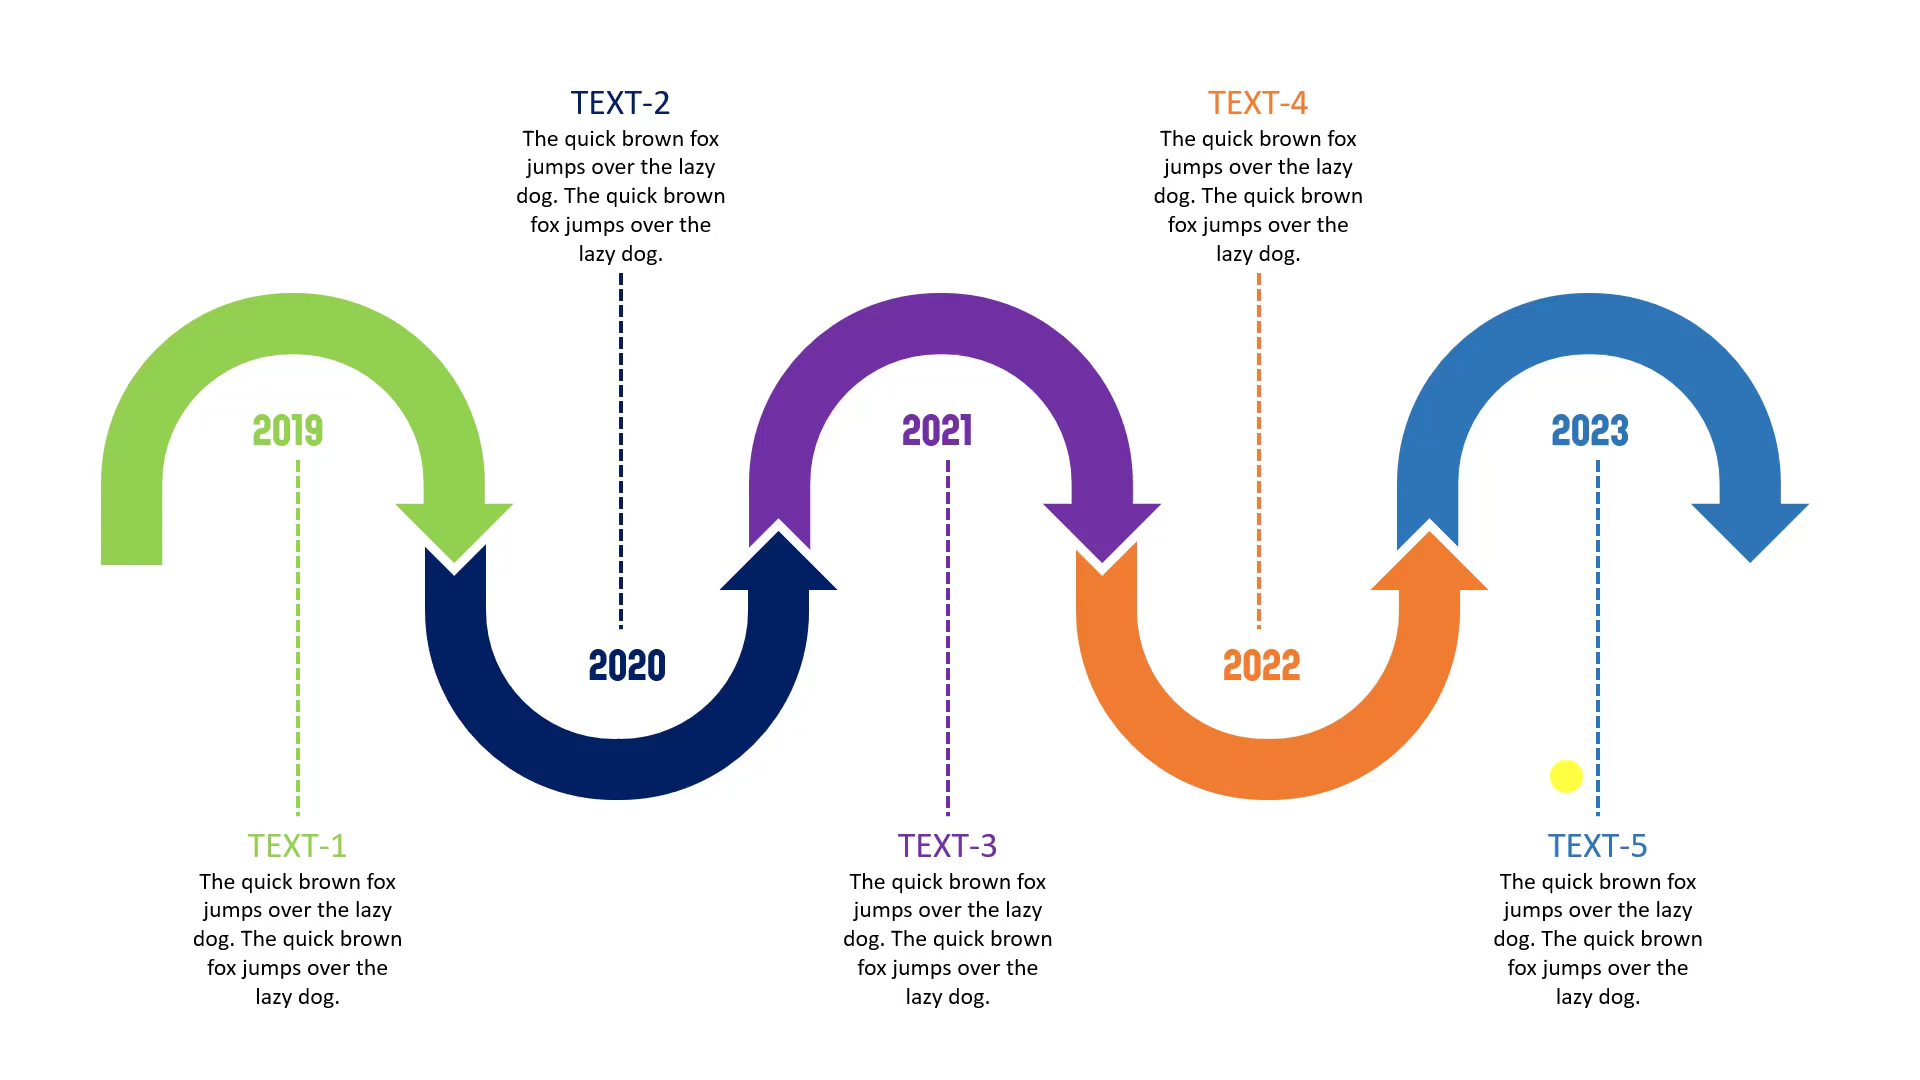 TEXT-2
The quick brown fox
jumps over the lazy
dog. The quick brown
fox jumps over the
lazy dog.
TEXT-4
The quick brown fox
jumps over the lazy
dog. The quick brown
fox jumps over the
lazy dog.
2019
2021
2023
2020
2022
TEXT-1
The quick brown fox
jumps over the lazy
dog. The quick brown
fox jumps over the
lazy dog.
TEXT-3
The quick brown fox
jumps over the lazy
dog. The quick brown
fox jumps over the
lazy dog.
TEXT-5
The quick brown fox
jumps over the lazy
dog. The quick brown
fox jumps over the
lazy dog.